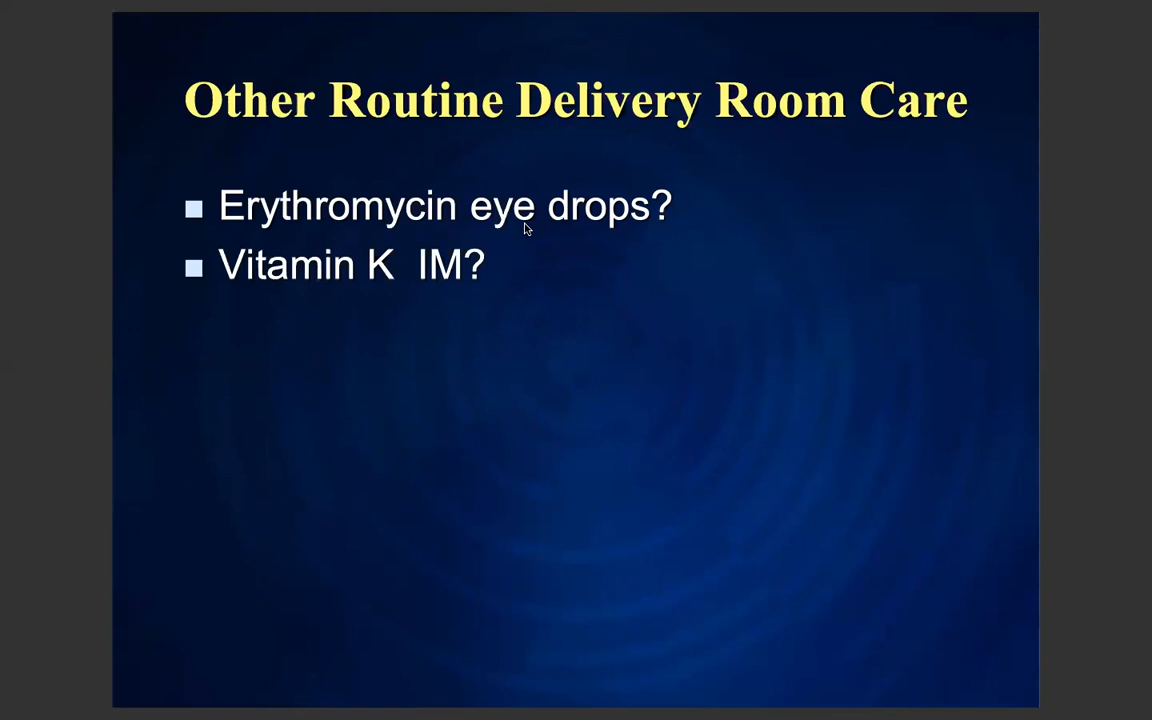 Other Routine Delivery Room Care
Erythromycin eye drops?
Vitamin K  IM?